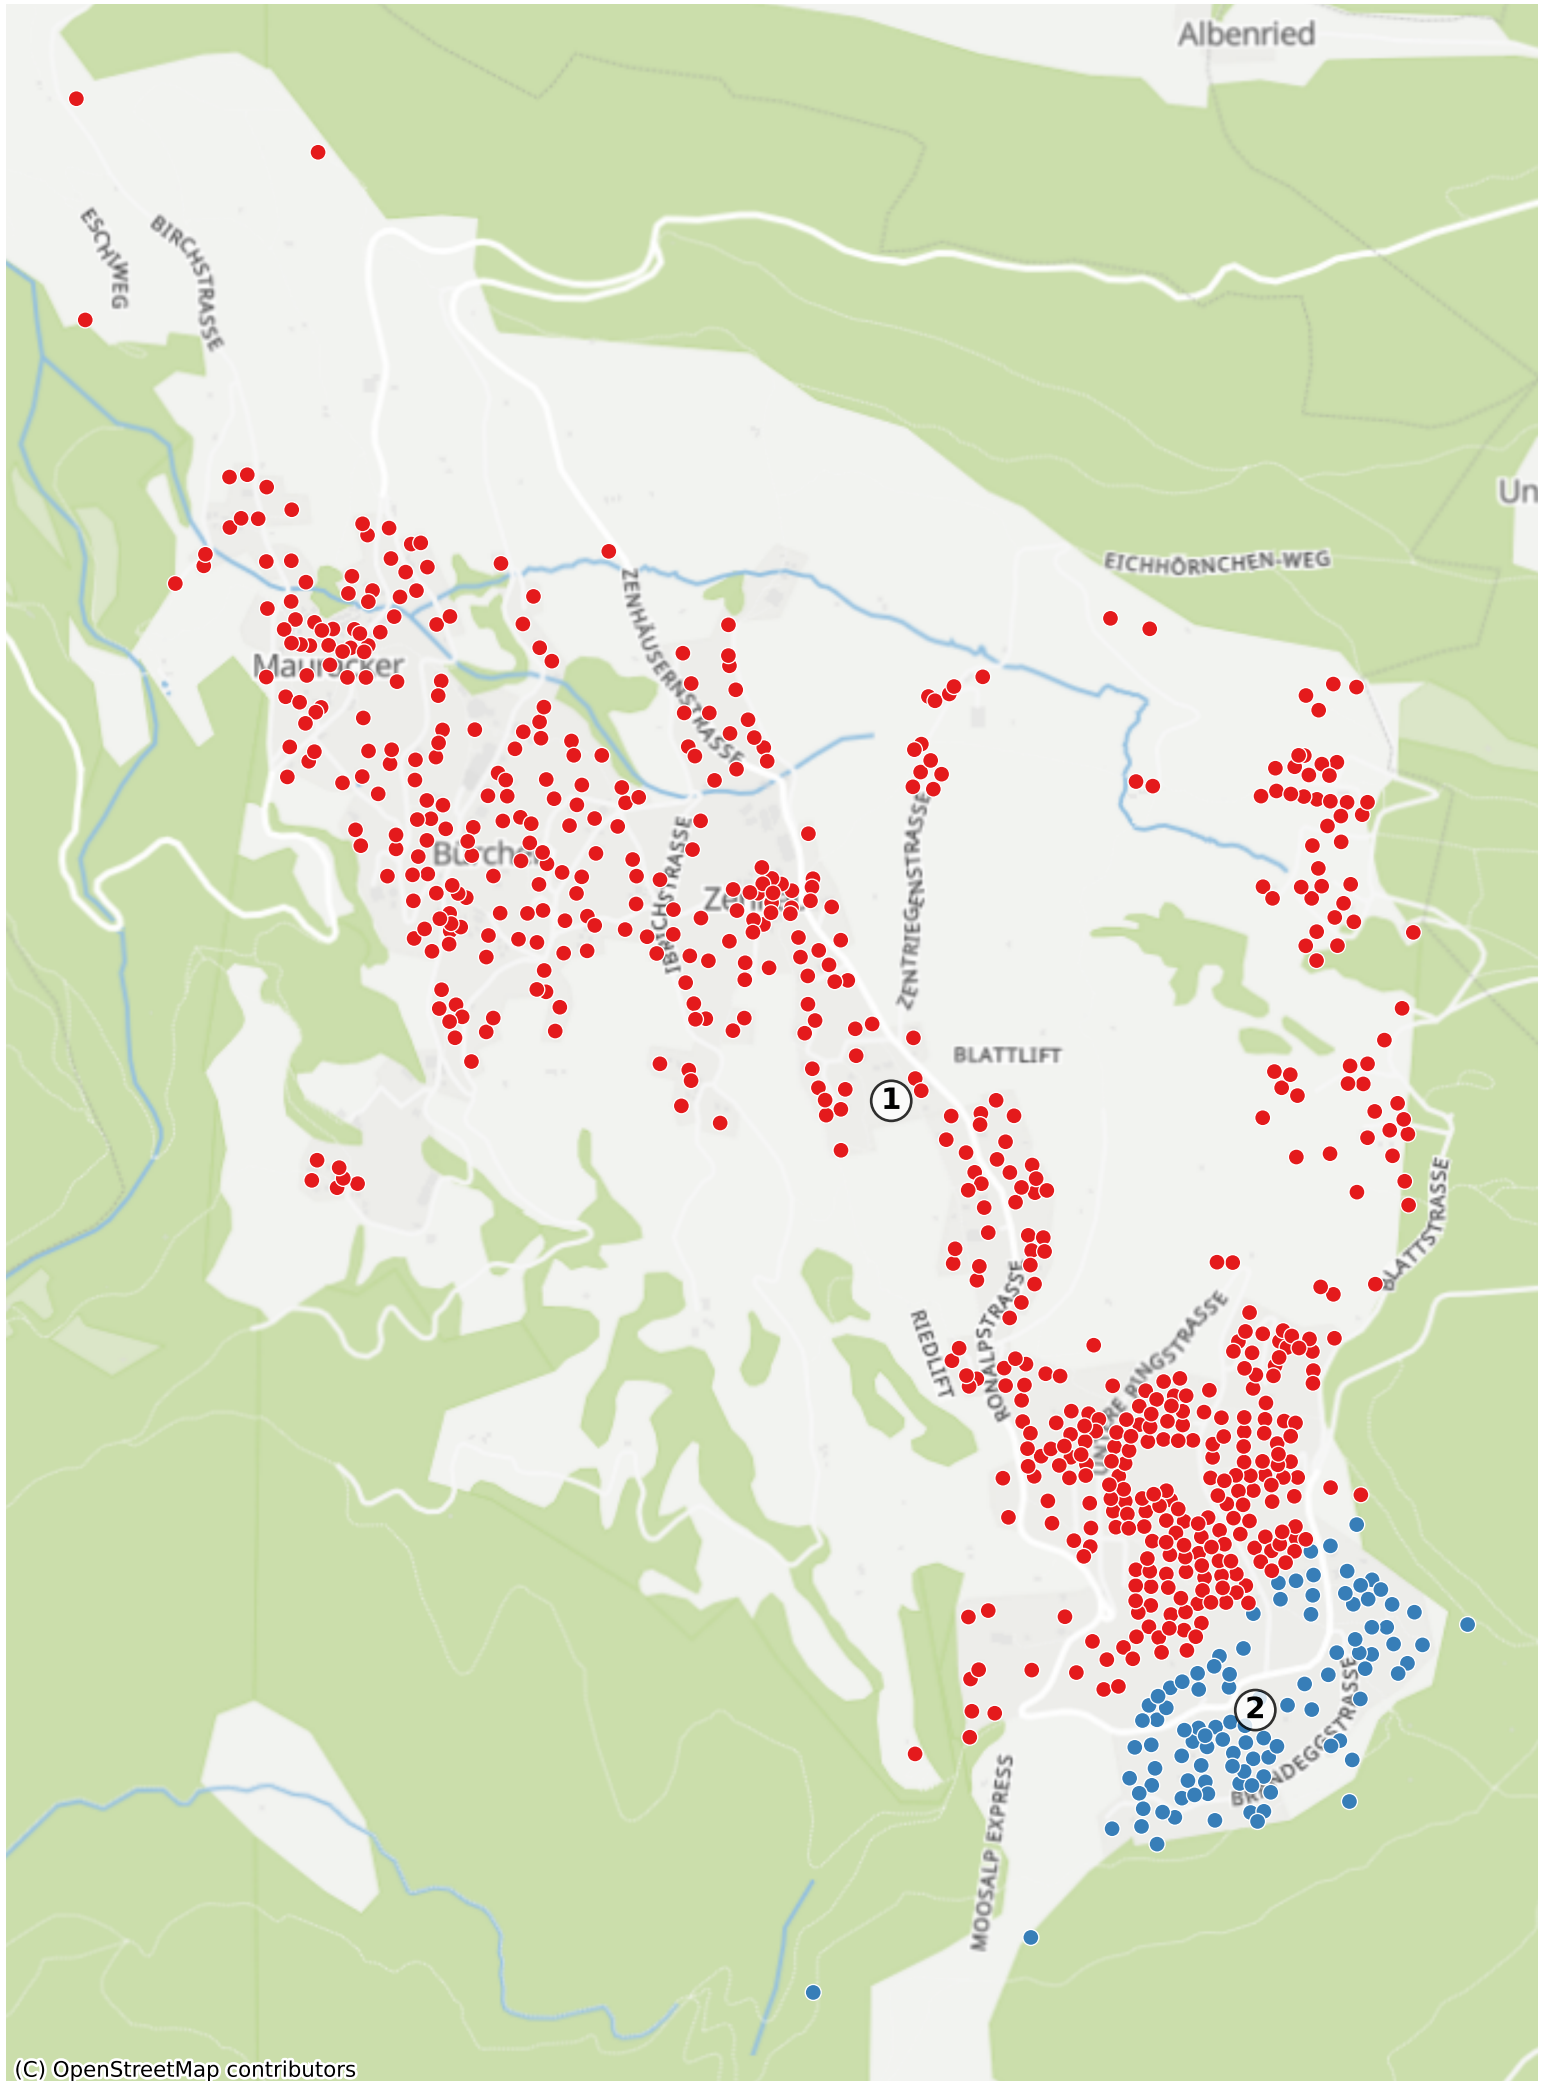 Albenried
ESCHWEG
BIRCHSTRASSE
Un
EICHHÖRNCHEN-WEG
ZENHÄUSERNSTRASSE
ZENTRIEGENSTRASSE
BLATTLIFT
1
BLATTSTRASSE
RIEDLIFT
RONALPSTRASSE
UNTERE RINGSTRASSE
2
MOOSALP EXPRESS
(C) OpenStreetMap contributors